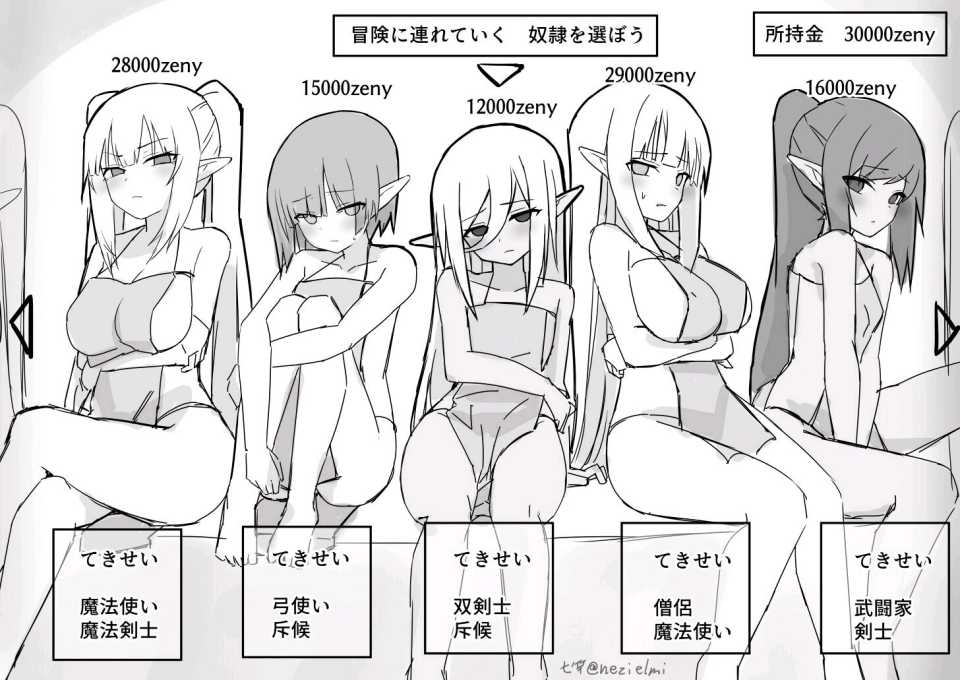 冒険に連れていく　奴隷を選ぼう
所持金　30000zeny
28000zeny
15000zeny
12000zeny
29000zeny
16000zeny
てきせい
魔法使い
魔法剣士
てきせい
弓使い
斥候
てきせい
双剣士
斥候
てきせい
僧侶
魔法使い
てきせい
武闘家
剣士
@nezielmi